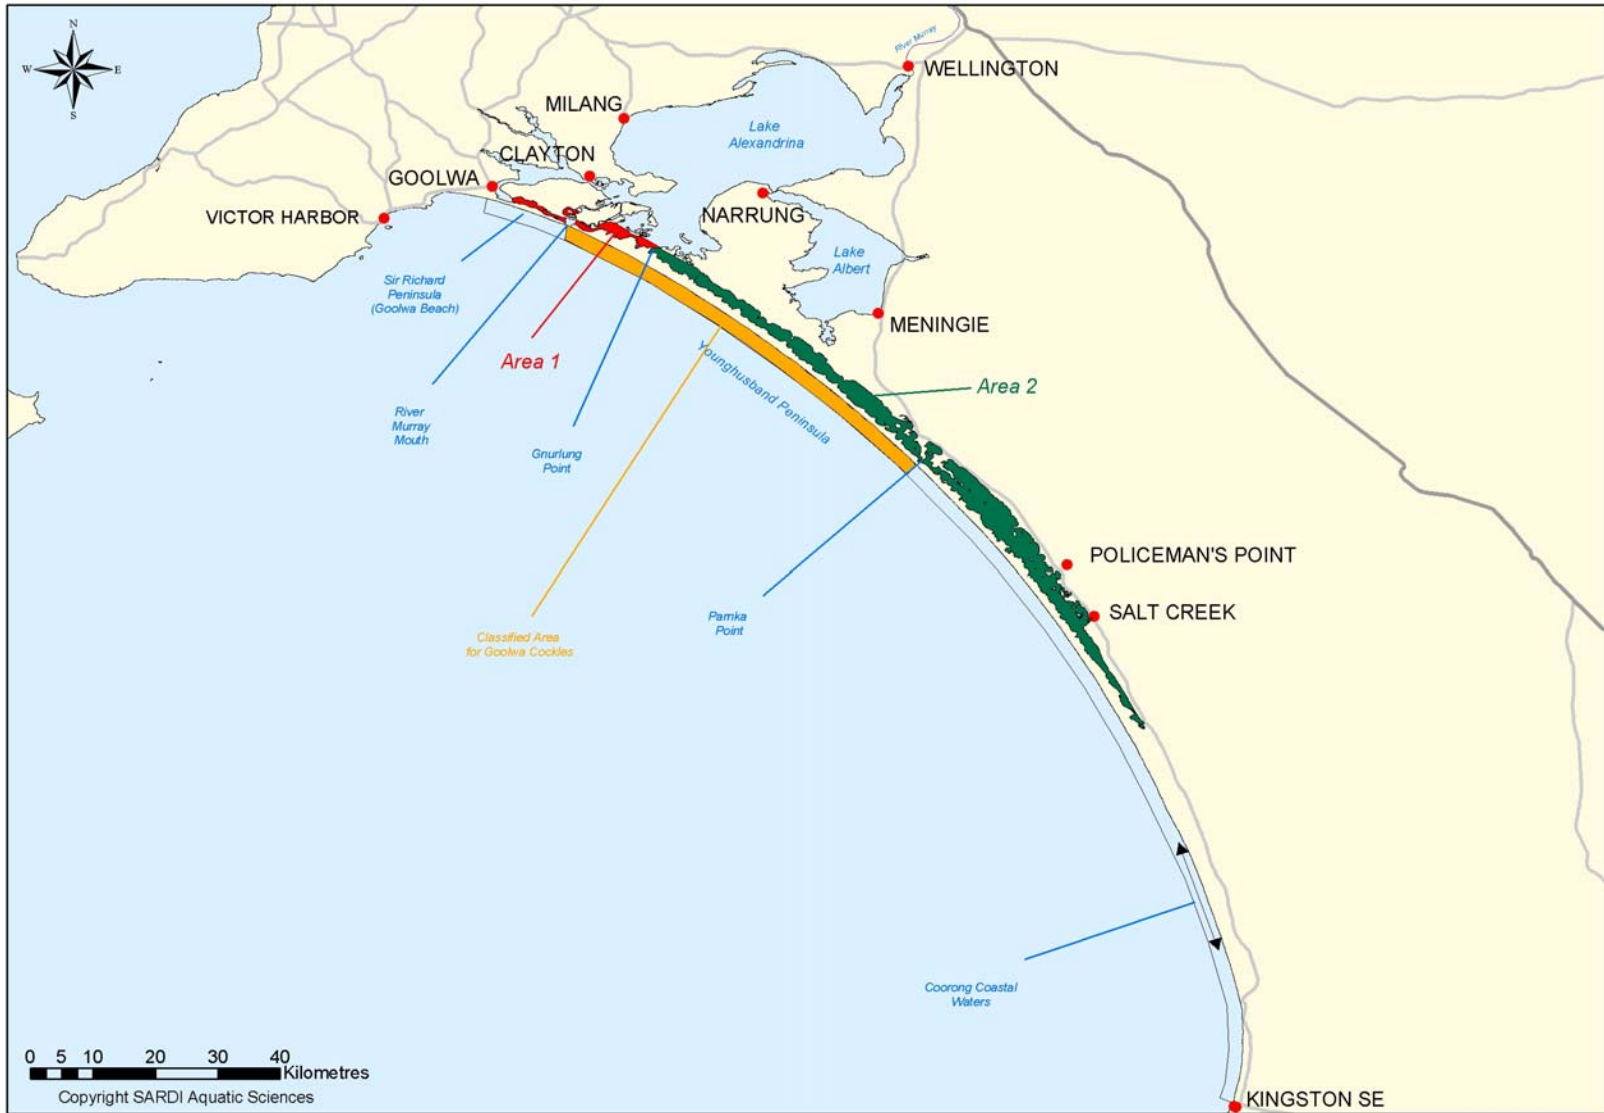 N
W
E
S
River Murray
WELLINGTON
MILANG
Lake
Alexandrina
CLAYTON
GOOLWA
NARRUNG
VICTOR HARBOR
Lake
Albert
Sir Richard
Peninsula
(Goolwa Beach)
MENINGIE
Area 1
Younghusband Peninsula
Area 2
River
Murray
Mouth
Gnurlung
Point
POLICEMAN'S POINT
SALT CREEK
Parnka
Point
Classified Area
for Goolwa Cockles
Coorong Coastal
Waters
0 5 10 20 30 40
Kilometres
Copyright SARDI Aquatic Sciences
KINGSTON SE